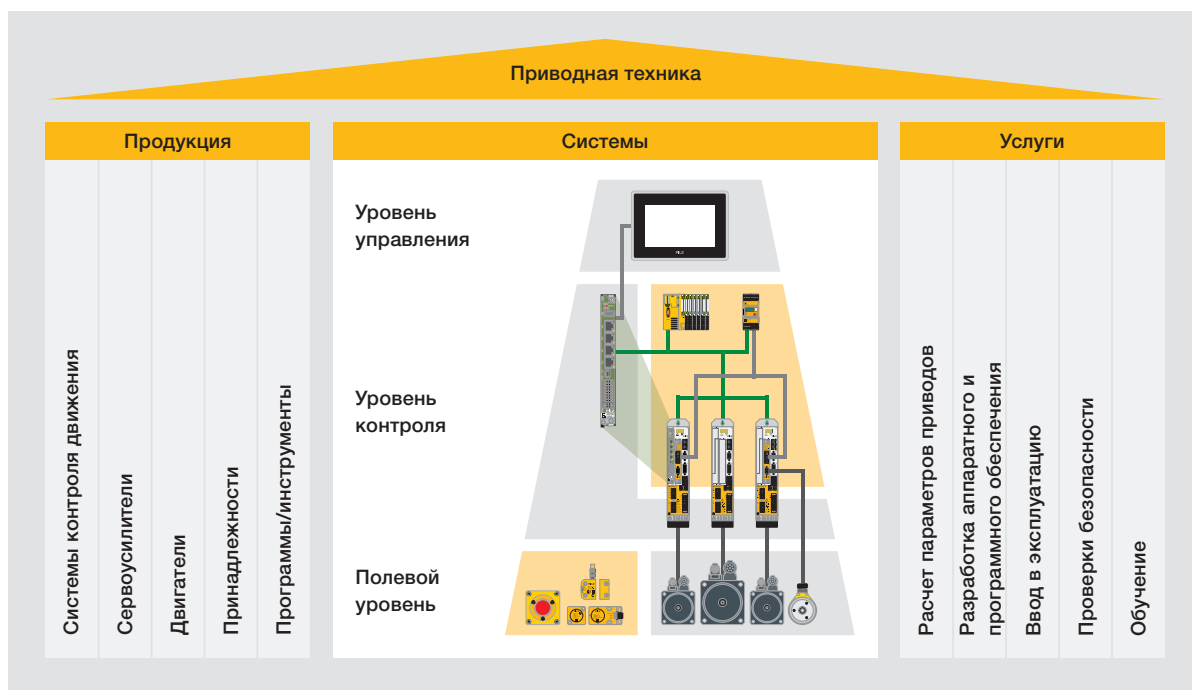 Приводная техника
Продукция
Системы контроля движения
Сервоусилители
Двигатели
Принадлежности
Программы/инструменты
Системы
Уровень
управления
Уровень
контроля
Полевой
уровень
Услуги
Расчет параметров приводов
Разработка аппаратного и
программного обеспечения
Ввод в эксплуатацию
Проверки безопасности
Обучение